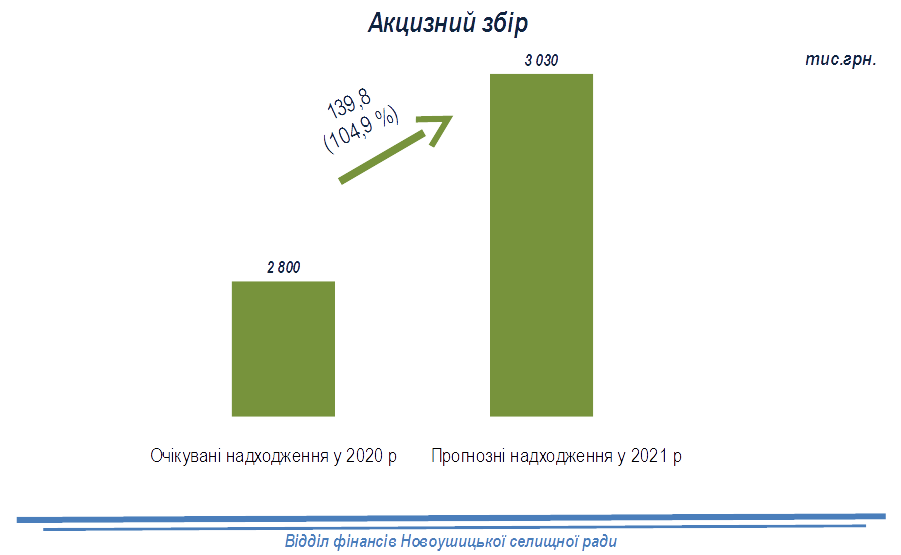 Акцизний збір
тис.грн.
3 030
139,8
(104,9 %)
2 800
Очікувані надходження у 2020 р
Прогнозні надходження у 2021 р
Відділ фінансів Новоушицької селищної ради